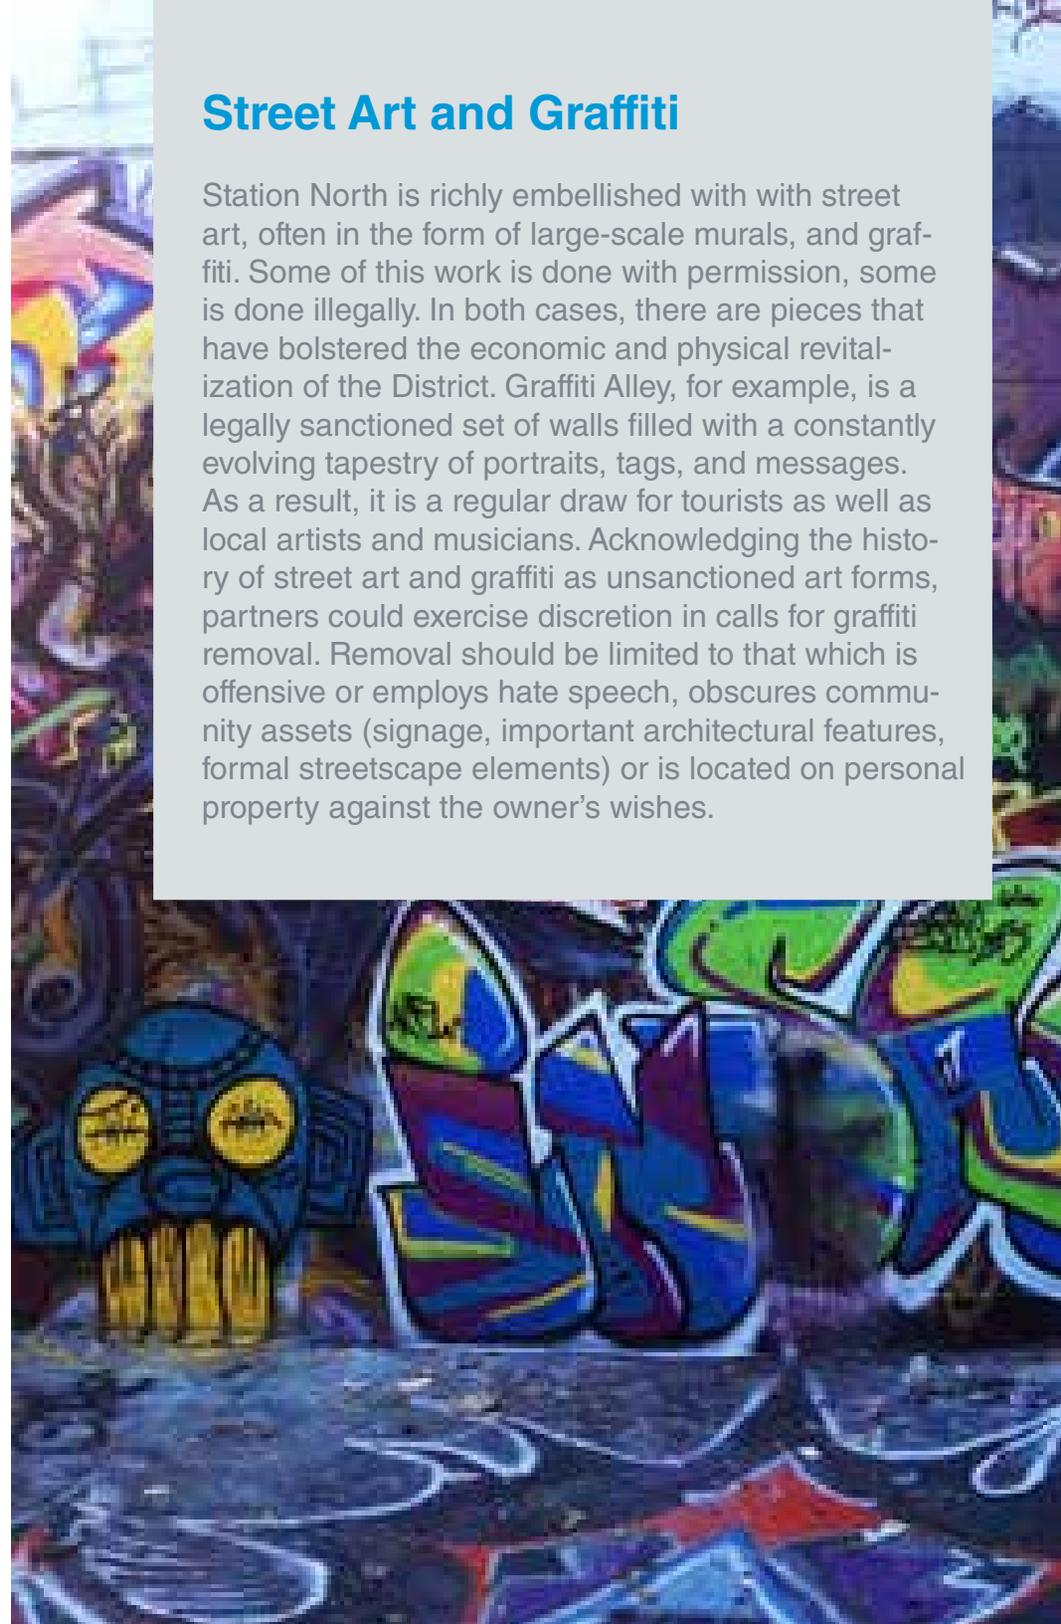 Street Art and Graffiti
Station North is richly embellished with with street
art, often in the form of large-scale murals, and graf-
fiti. Some of this work is done with permission, some
is done illegally. In both cases, there are pieces that
have bolstered the economic and physical revital-
ization of the District. Graffiti Alley, for example, is a
legally sanctioned set of walls filled with a constantly
evolving tapestry of portraits, tags, and messages.
As a result, it is a regular draw for tourists as well as
local artists and musicians. Acknowledging the histo-
ry of street art and graffiti as unsanctioned art forms,
partners could exercise discretion in calls for graffiti
removal. Removal should be limited to that which is
offensive or employs hate speech, obscures commu-
nity assets (signage, important architectural features,
formal streetscape elements) or is located on personal
property against the owner’s wishes.